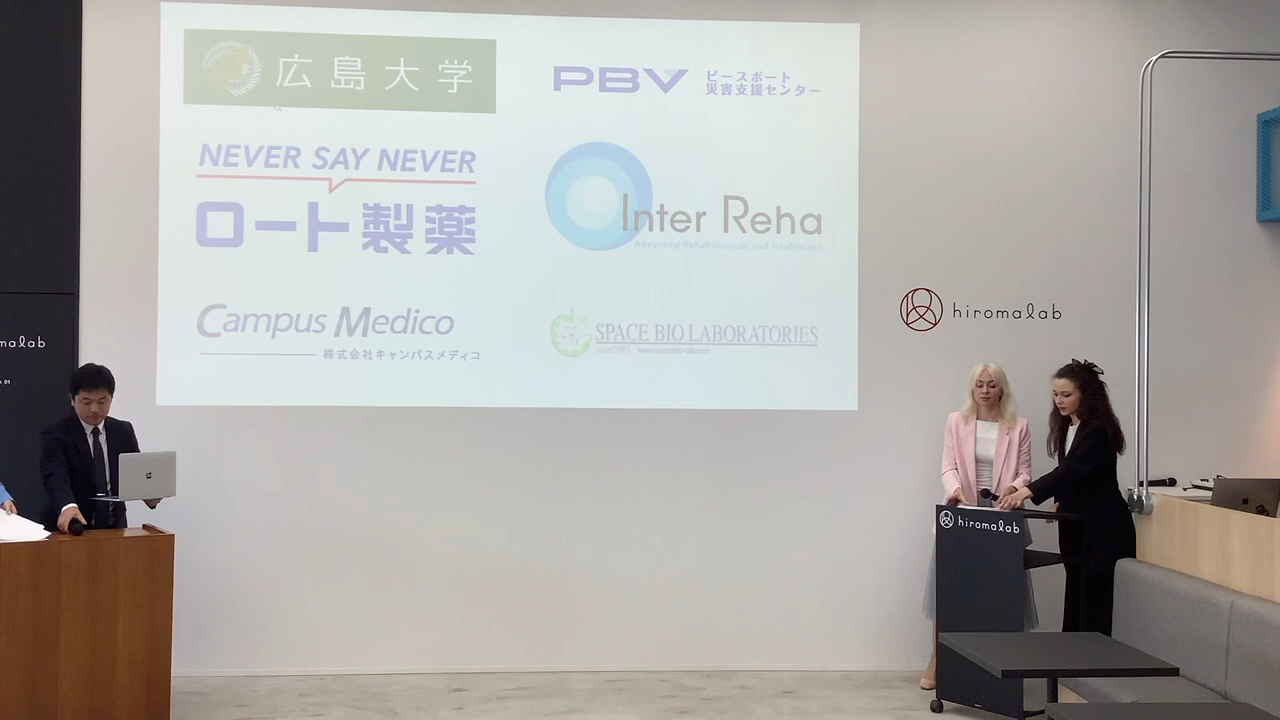 広島大学
PBV
ピースボート
災害支援センター
NEVER SAY NEVER
ロート製薬
Inter Reha
Advanced Rehabilitation and Healthcare
Campus Medico
株式会社キャンパスメディコ
SPACE BIO LABORATORIES
hiromalab
malab
01
hiromalab